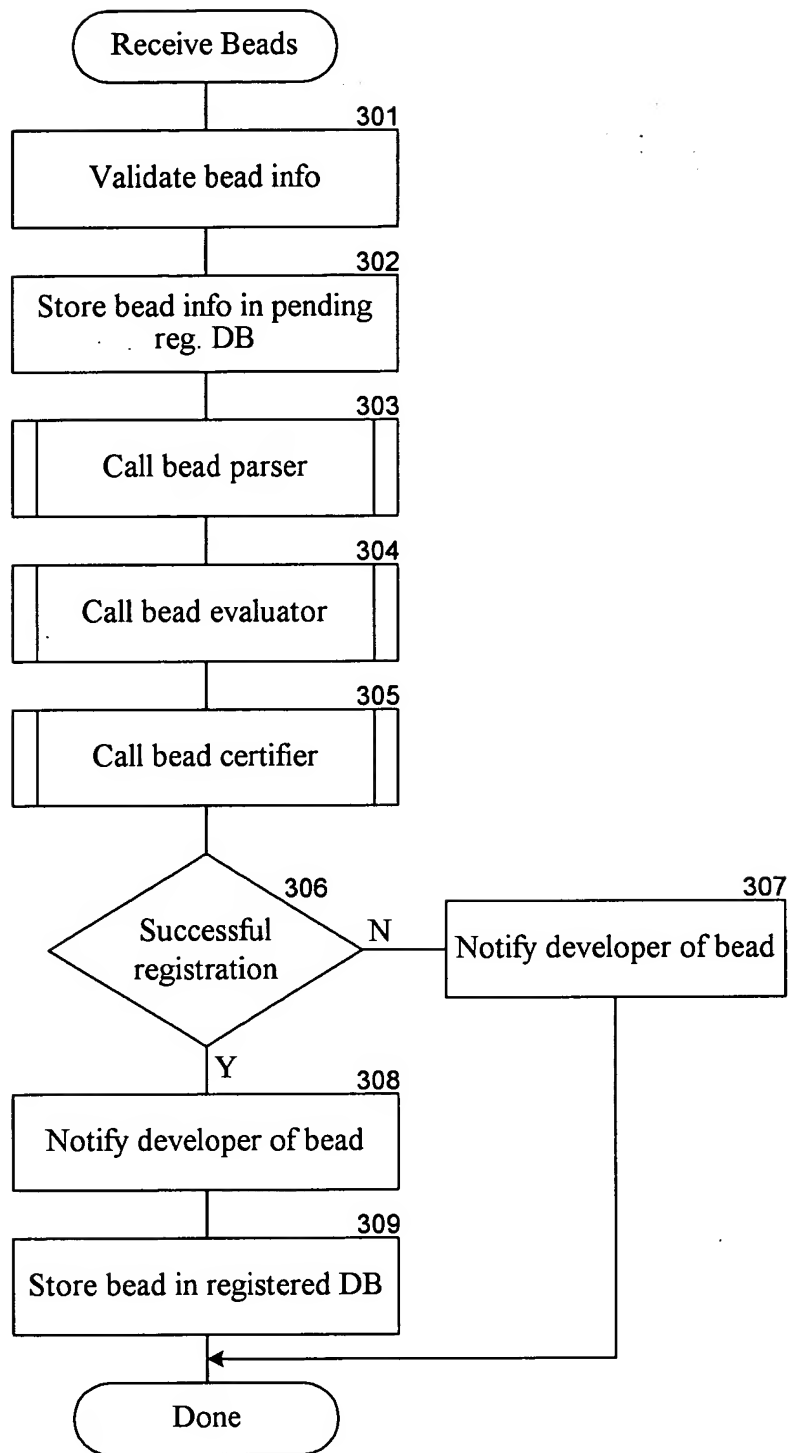 Receive Beads
301
Validate bead info
302
Store bead info in pending
reg. DB
303
Call bead parser
304
Call bead evaluator
305
Call bead certifier
306
Successful
registration
N
307
Notify developer of bead
Y
308
Notify developer of bead
309
Store bead in registered DB
Done